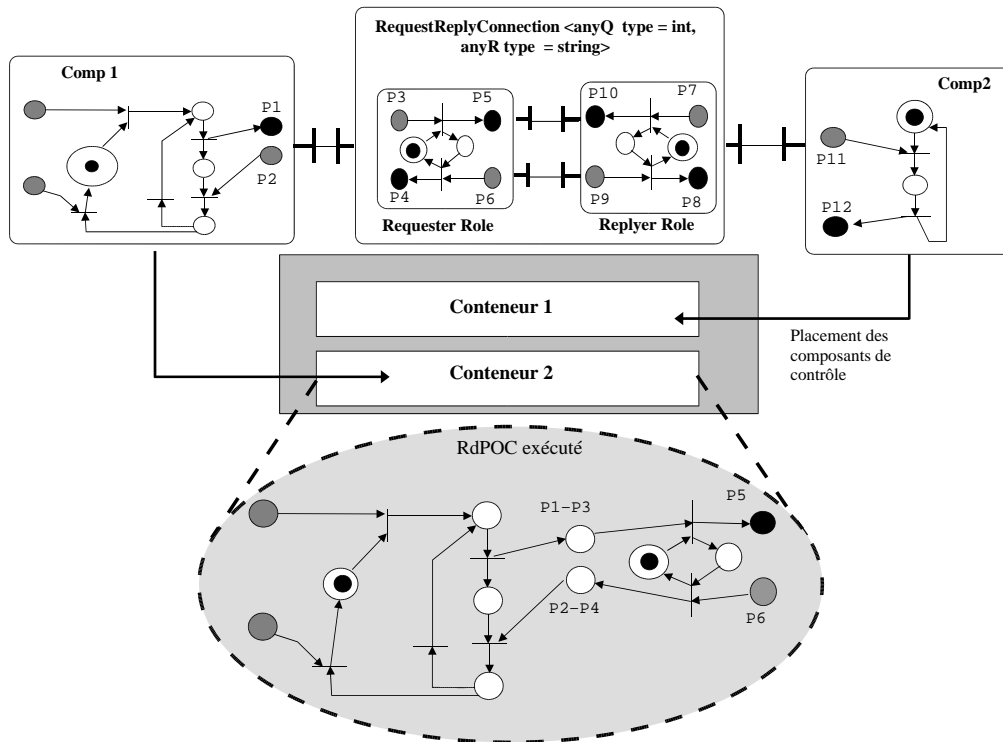 RequestReplyConnection <anyQ type = int,
anyR type = string>
Comp 1
P1
P2
P3
P5
P4
P6
Requester Role
P10
P7
P9
P8
Replyer Role
Comp2
P11
P12
Conteneur 1
Conteneur 2
Placement des
composants de
contrôle
RdPOC exécuté
P1-P3
P2-P4
P5
P6